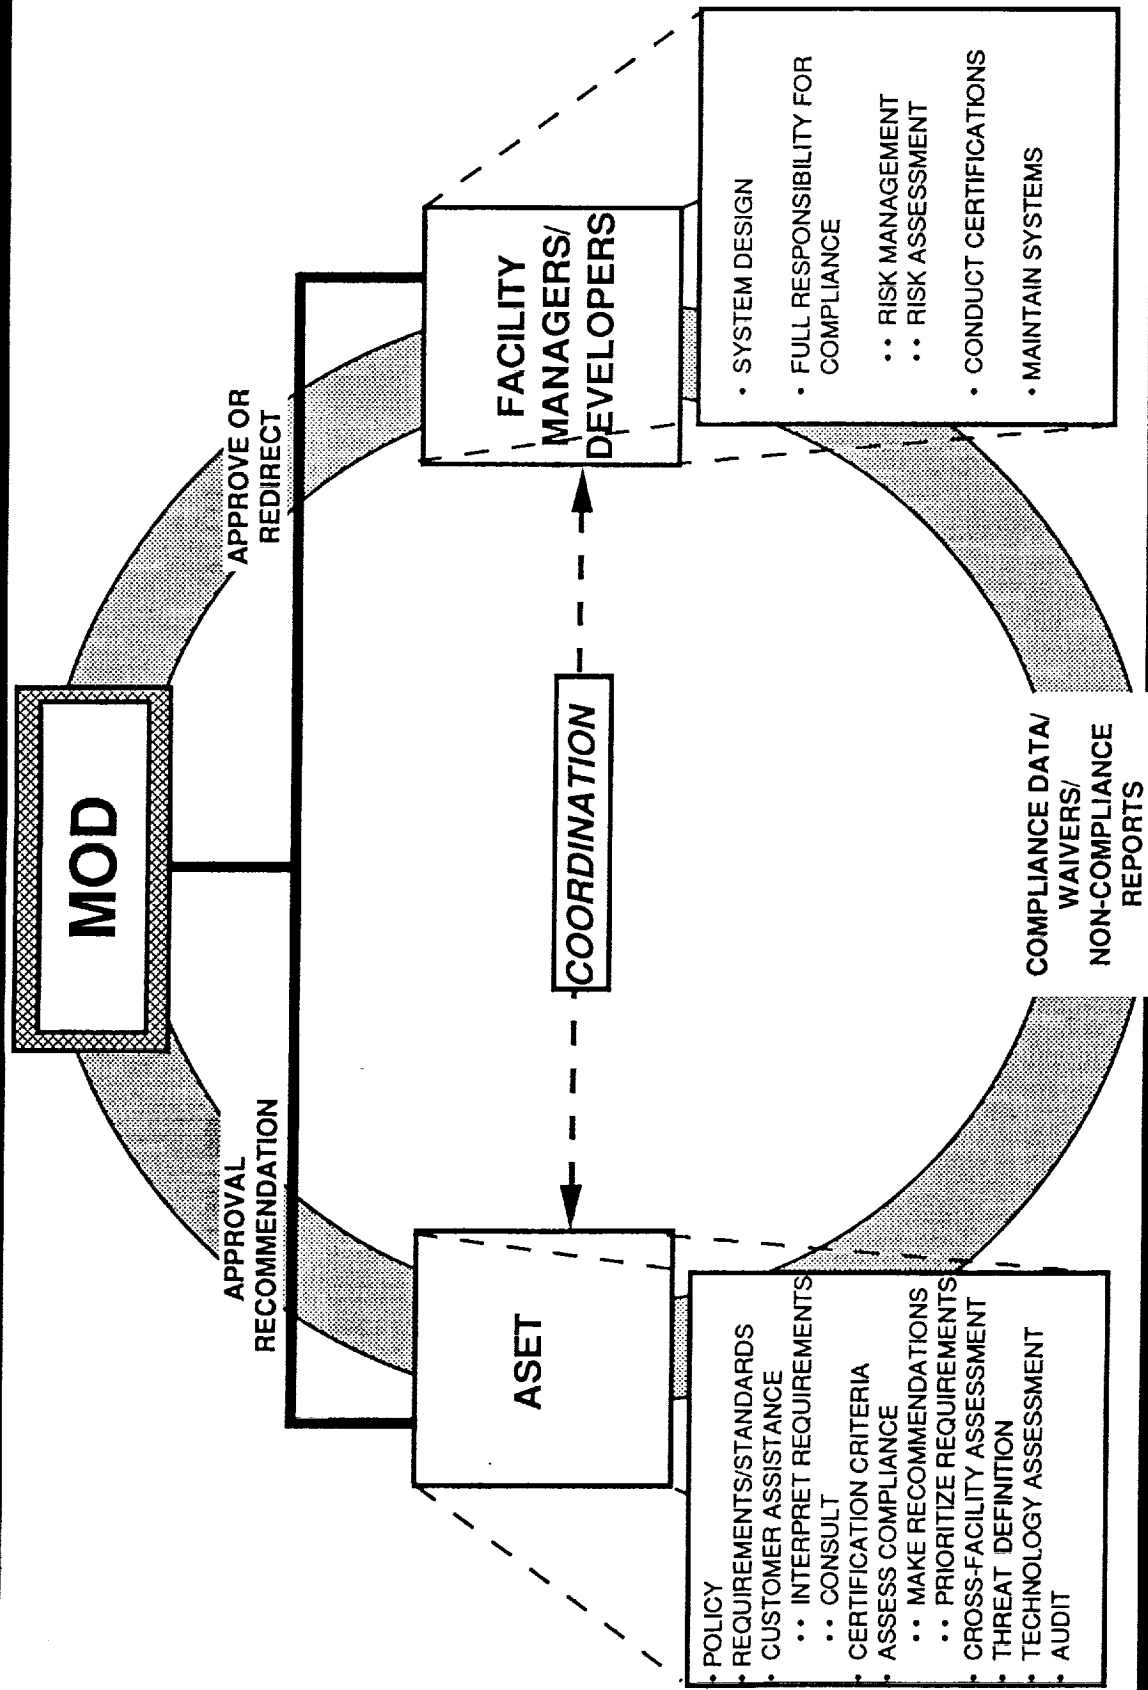 MOD
APPROVAL
RECOMMENDATION
APPROVE OR
REDIRECT
ASET
COORDINATION
FACILITY
MANAGERS/
DEVELOPERS
• POLICY
• REQUIREMENTS/STANDARDS
• CUSTOMER ASSISTANCE
•• INTERPRET REQUIREMENTS
•• CONSULT
• CERTIFICATION CRITERIA
• ASSESS COMPLIANCE
•• MAKE RECOMMENDATIONS
•• PRIORITIZE REQUIREMENTS
• CROSS-FACILITY ASSESSMENT
• THREAT DEFINITION
• TECHNOLOGY ASSESSMENT
• AUDIT
COMPLIANCE DATA/
WAIVERS/
NON-COMPLIANCE
REPORTS
• SYSTEM DESIGN
• FULL RESPONSIBILITY FOR
COMPLIANCE
•• RISK MANAGEMENT
•• RISK ASSESSMENT
• CONDUCT CERTIFICATIONS
• MAINTAIN SYSTEMS